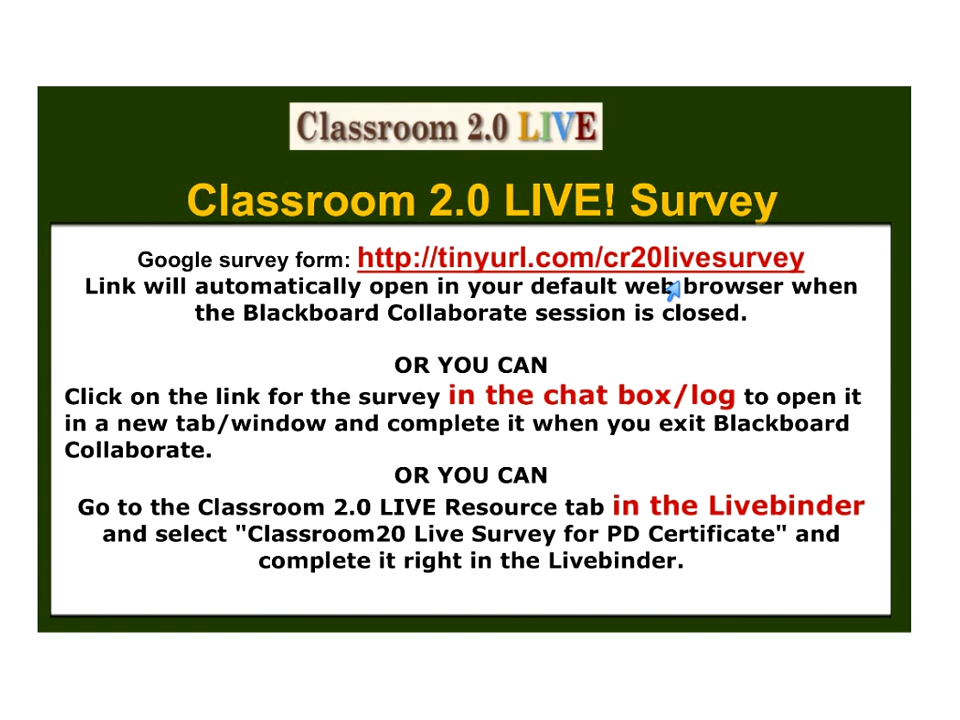 Classroom 2.0 LIVE
Classroom 2.0 LIVE! Survey
Google survey form: http://tinyurl.com/cr20livesurvey
Link will automatically open in your default web browser when
the Blackboard Collaborate session is closed.
OR YOU CAN
Click on the link for the survey in the chat box/log to open it
in a new tab/window and complete it when you exit Blackboard
Collaborate.
OR YOU CAN
Go to the Classroom 2.0 LIVE Resource tab in the Livebinder
and select "Classroom20 Live Survey for PD Certificate" and
complete it right in the Livebinder.